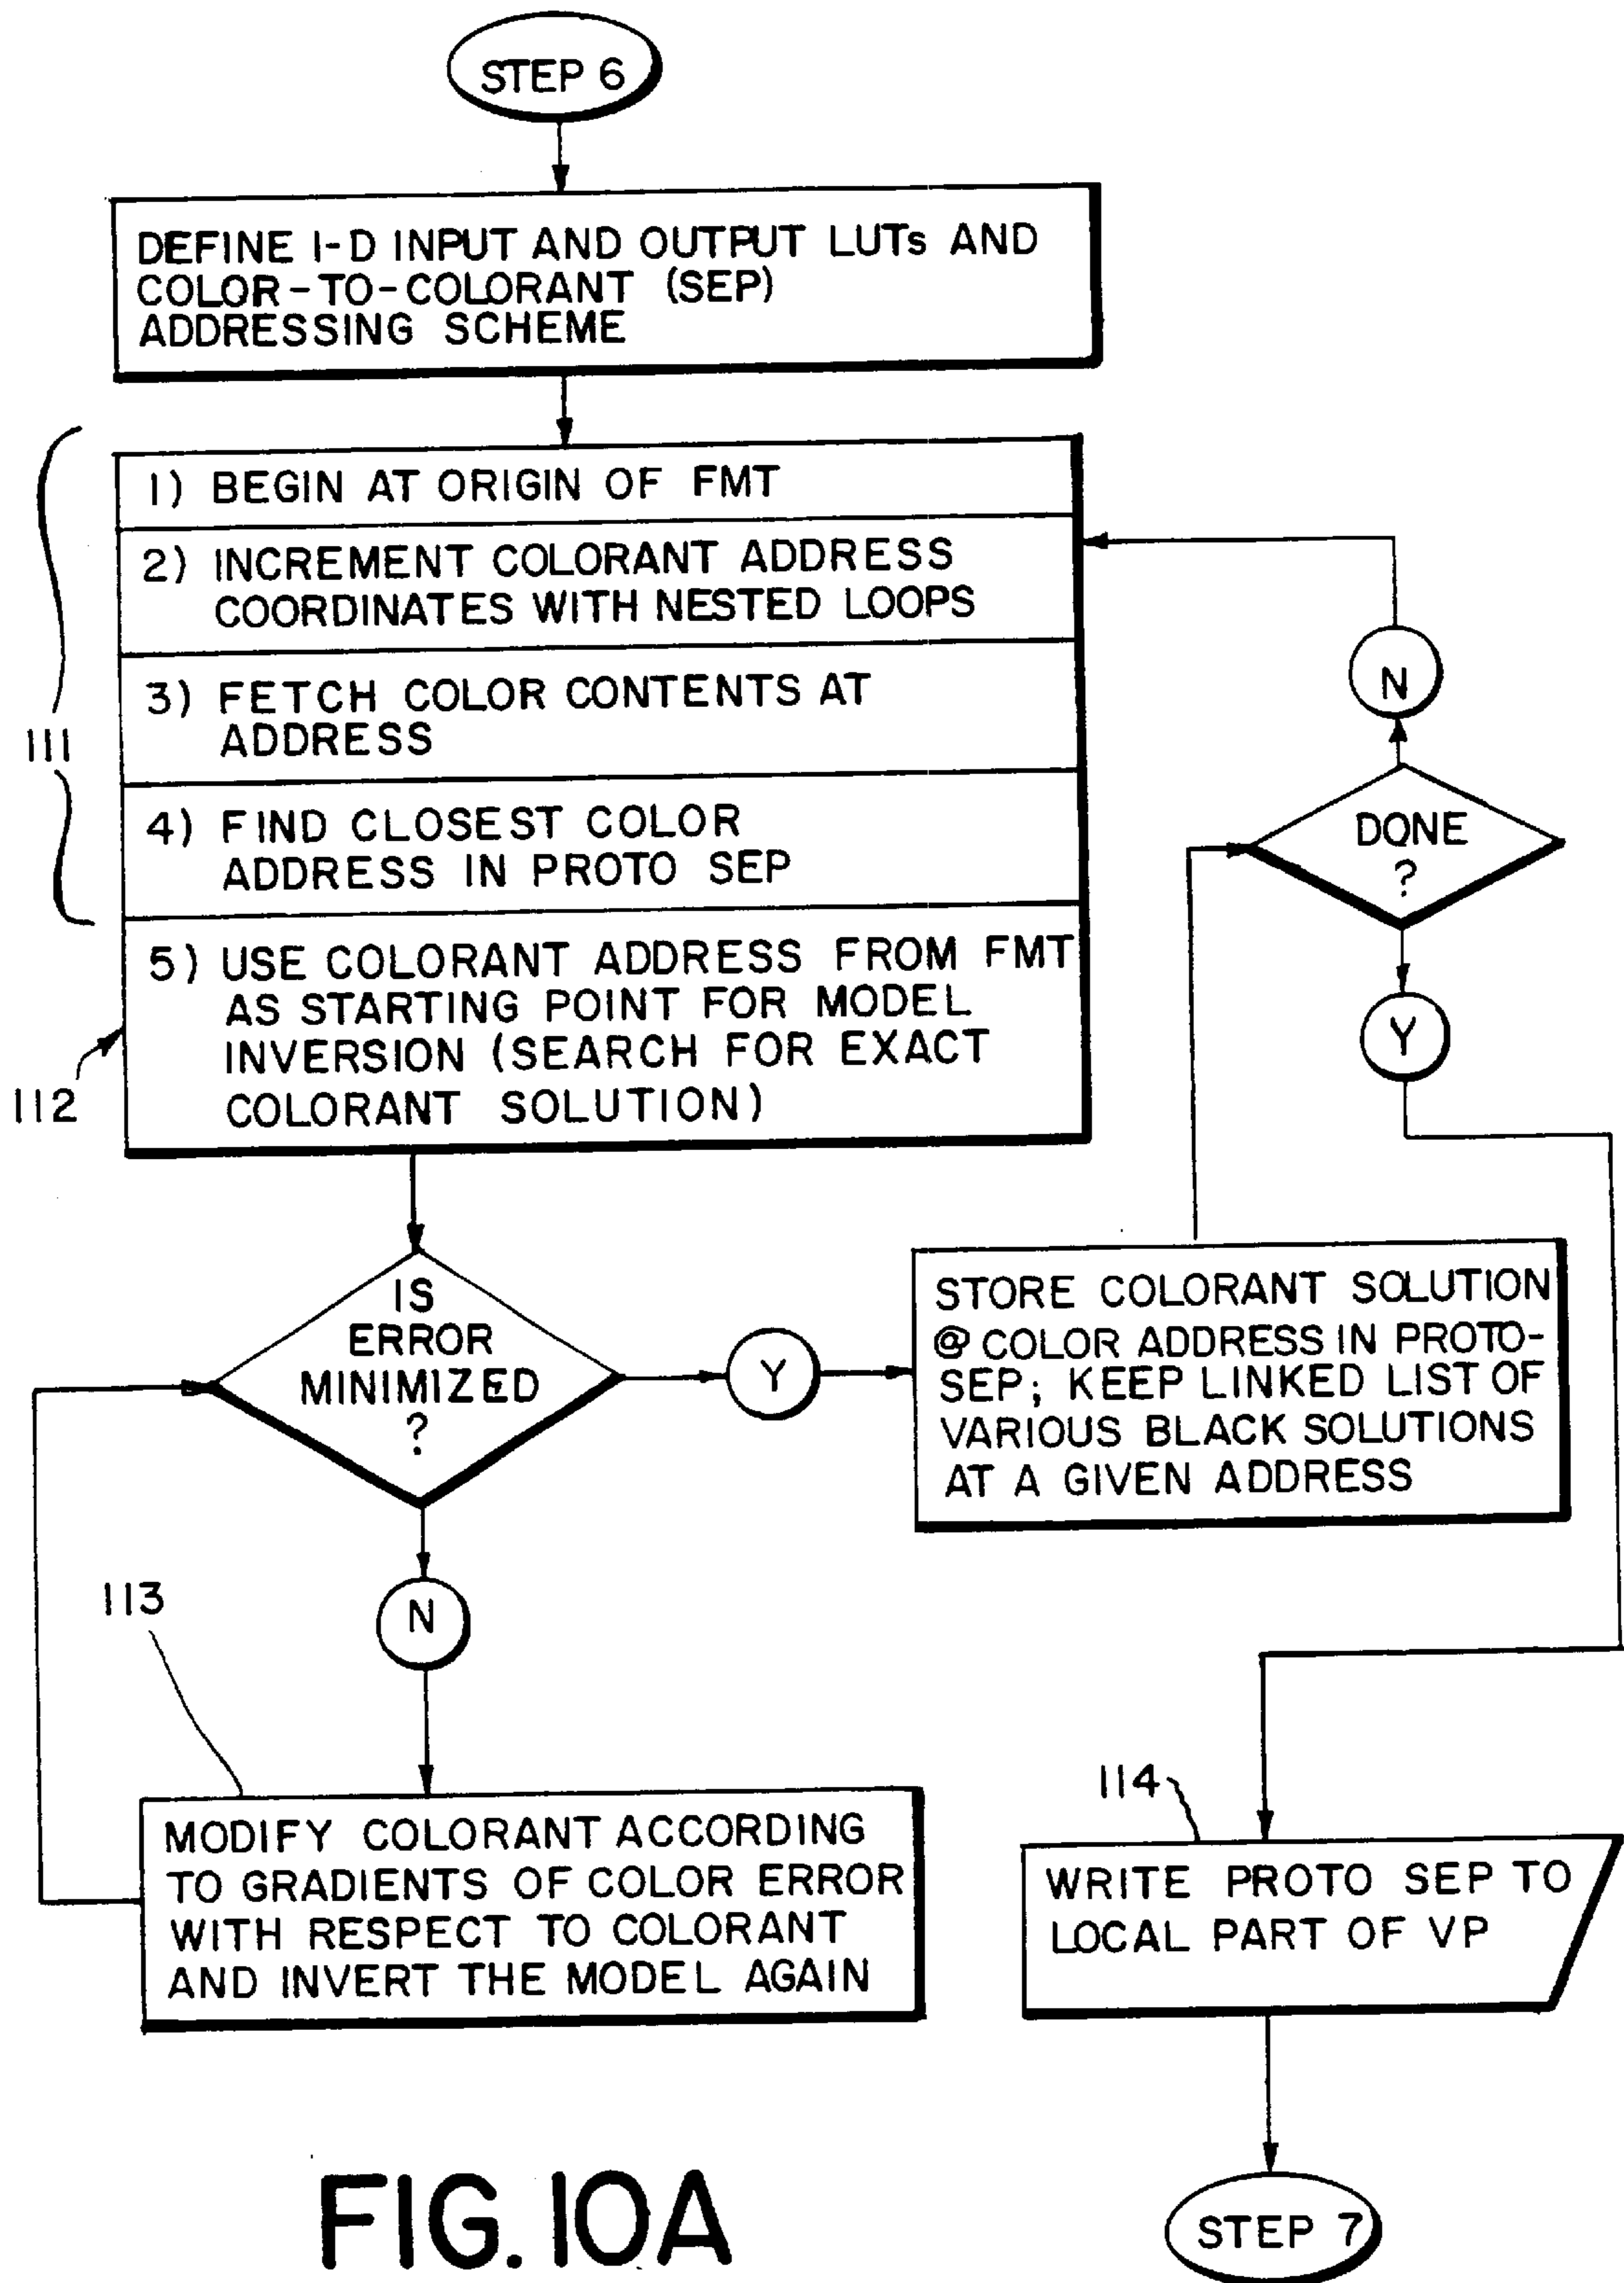 STEP 6
DEFINE 1-D INPUT AND OUTPUT LUTs AND
COLOR-TO-COLORANT (SEP)
ADDRESSING SCHEME
1) BEGIN AT ORIGIN OF FMT
2) INCREMENT COLORANT ADDRESS
COORDINATES WITH NESTED LOOPS
3) FETCH COLOR CONTENTS AT
ADDRESS
4) FIND CLOSEST COLOR
ADDRESS IN PROTO SEP
5) USE COLORANT ADDRESS FROM FMT
AS STARTING POINT FOR MODEL
INVERSION (SEARCH FOR EXACT
COLORANT SOLUTION)
111
112
N
DONE
?
Y
IS
ERROR
MINIMIZED
?
Y
STORE COLORANT SOLUTION
@ COLOR ADDRESS IN PROTO-
SEP; KEEP LINKED LIST OF
VARIOUS BLACK SOLUTIONS
AT A GIVEN ADDRESS
N
113
MODIFY COLORANT ACCORDING
TO GRADIENTS OF COLOR ERROR
WITH RESPECT TO COLORANT
AND INVERT THE MODEL AGAIN
114
WRITE PROTO SEP TO
LOCAL PART OF VP
STEP 7
FIG. 10A